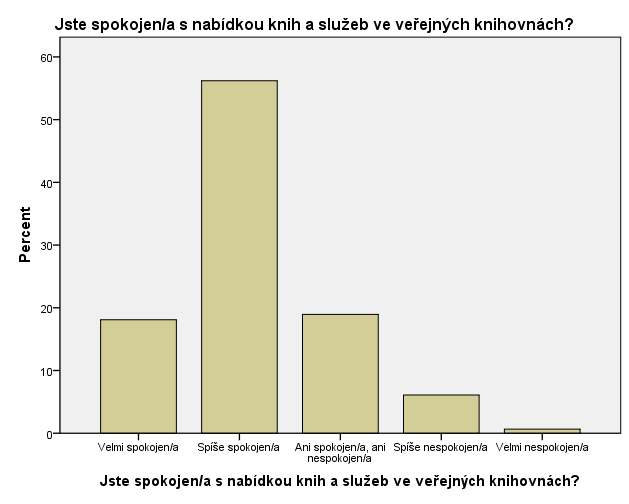 Jste spokojen/a s nabídkou knih a služeb ve veřejných knihovnách?
60
50
40
30
20
10
0
Percent
Velmi spokojen/a
Spíše spokojen/a
Ani spokojen/a, ani
nespokojen/a
Spíše nespokojen/a
Velmi nespokojen/a
Jste spokojen/a s nabídkou knih a služeb ve veřejných knihovnách?